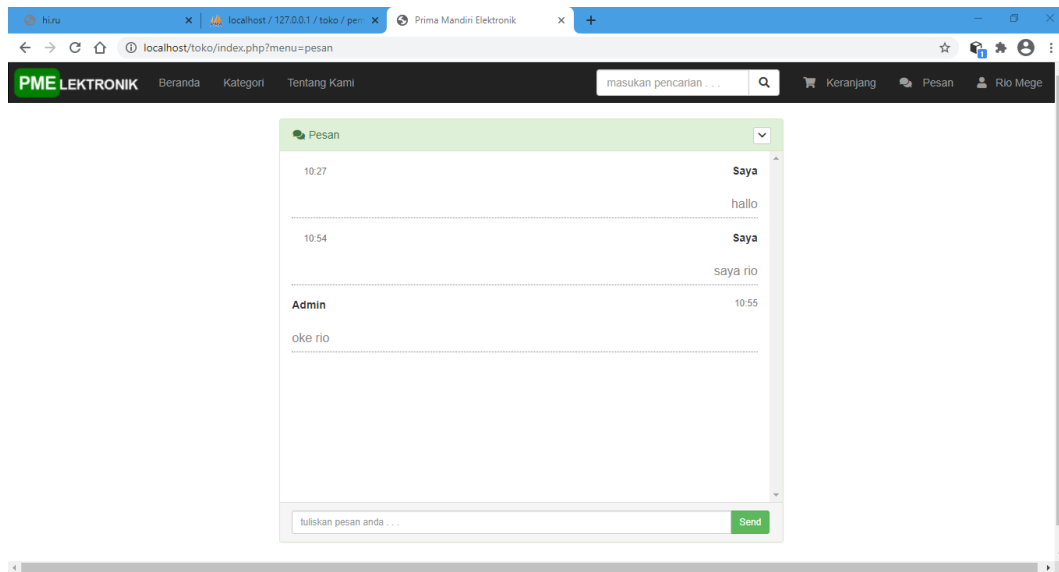 hi.ru
localhost / 127.0.0.1 / toko / pen
Prima Mandiri Elektronik
localhost/toko/index.php?menu=pesan
1
PME LEKTRONIK Beranda Kategori Tentang Kami masukan pencarian . . . Keranjang Pesan Rio Mege
Pesan
10:27 Saya
hallo
10:54 Saya
saya rio
Admin 10:55
oke rio
tuliskan pesan anda . . . Send